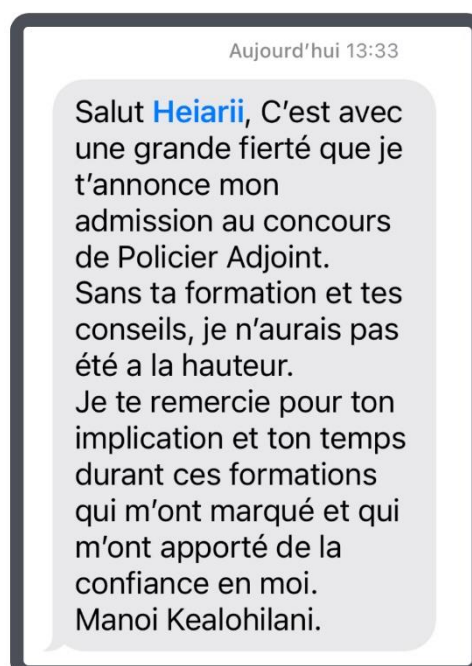 Aujourd'hui 13:33
Salut Heiarii, C'est avec
une grande fierté que je
t'annonce mon
admission au concours
de Policier Adjoint.
Sans ta formation et tes
conseils, je n'aurais pas
été a la hauteur.
Je te remercie pour ton
implication et ton temps
durant ces formations
qui m'ont marqué et qui
m'ont apporté de la
confiance en moi.
Manoi Kealohilani.